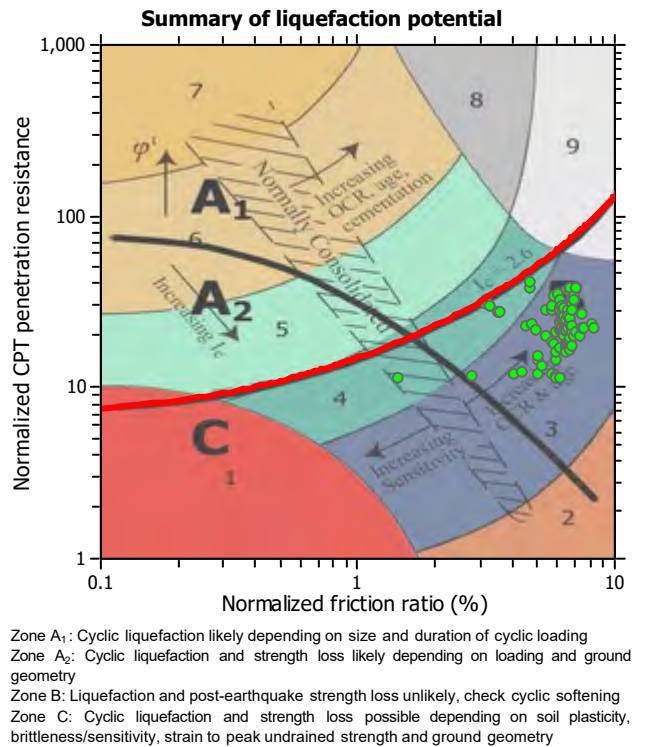 Summary of liquefaction potential
1,000
7
8
9
φ'
Increasing
OCR, age,
cementation
A1
Normally Consolidated
100
6
Ic = 2.6
A2
Increasing Ic
5
10
4
Increasing
OCR & age
C
3
Increasing
Sensitivity
1
2
1
0.1
1
10
Normalized CPT penetration resistance
Normalized friction ratio (%)
Zone A1: Cyclic liquefaction likely depending on size and duration of cyclic loading
Zone A2: Cyclic liquefaction and strength loss likely depending on loading and ground
geometry
Zone B: Liquefaction and post-earthquake strength loss unlikely, check cyclic softening
Zone C: Cyclic liquefaction and strength loss possible depending on soil plasticity,
brittleness/sensitivity, strain to peak undrained strength and ground geometry